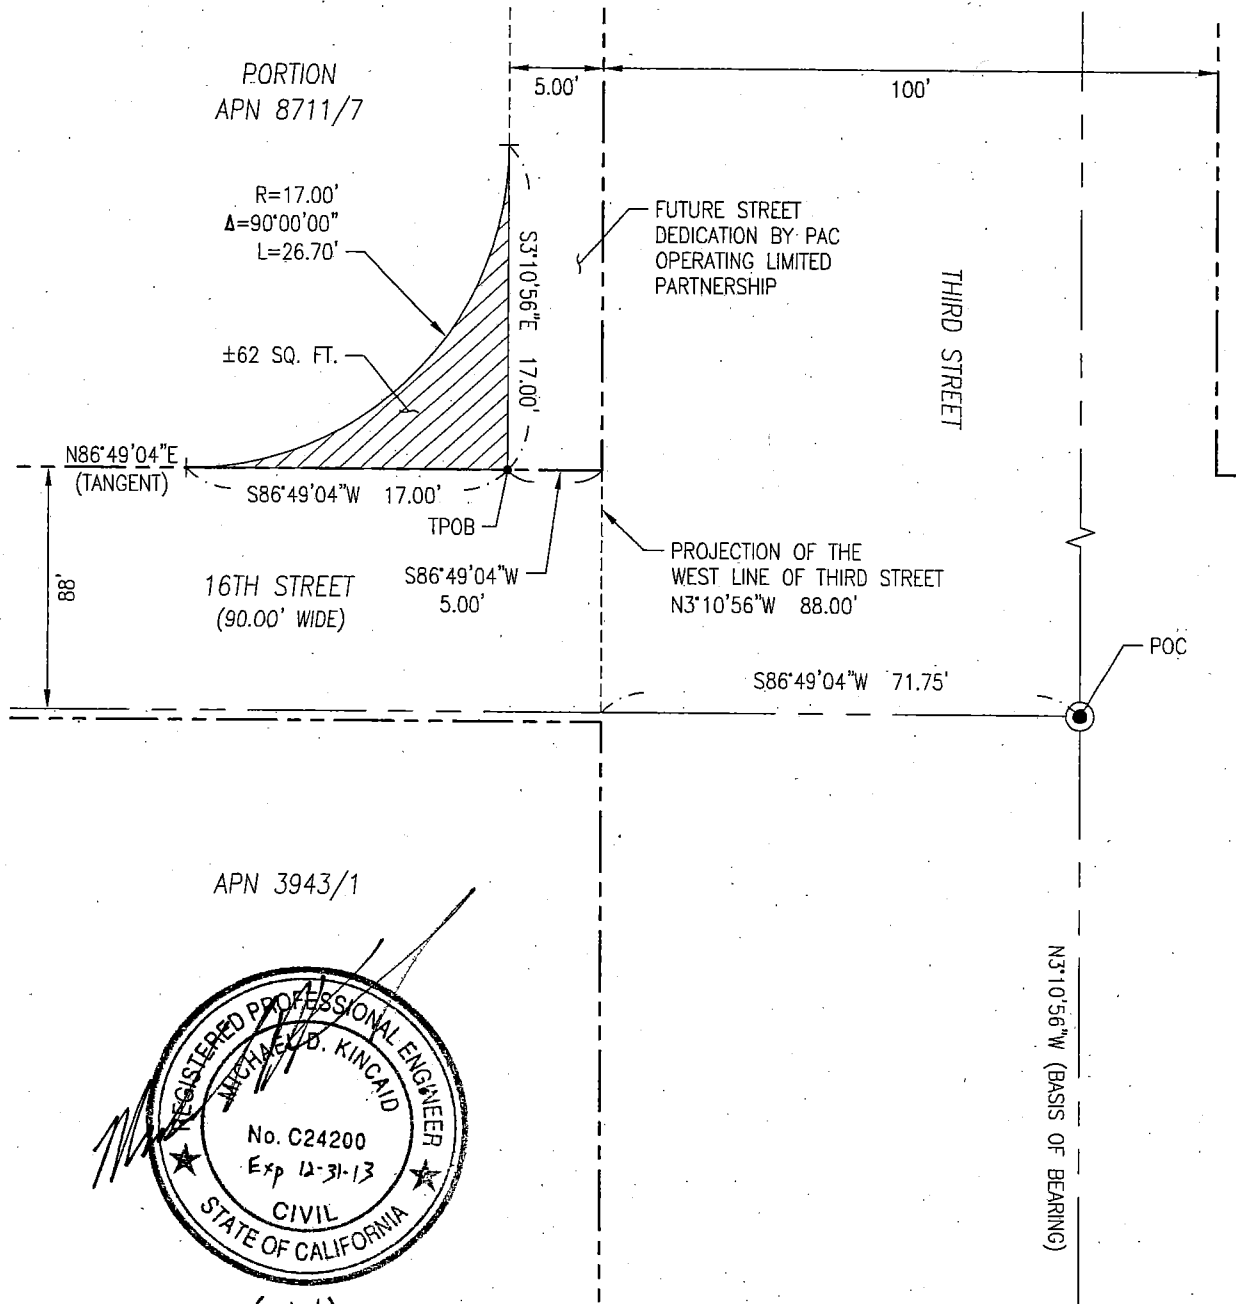 PORTION
APN 8711/7
5.00'
100'
R=17.00'
Δ=90°00'00"
L=26.70'
±62 SQ. FT.
S3°10'56"E 17.00'
FUTURE STREET
DEDICATION BY PAC
OPERATING LIMITED
PARTNERSHIP
THIRD STREET
N86°49'04"E
(TANGENT)
S86°49'04"W 17.00'
TPOB
88'
16TH STREET
(90.00' WIDE)
S86°49'04"W
5.00'
PROJECTION OF THE
WEST LINE OF THIRD STREET
N3°10'56"W 88.00'
POC
S86°49'04"W 71.75'
APN 3943/1
N3°10'56"W (BASIS OF BEARING)
REGISTERED PROFESSIONAL ENGINEER
MICHAEL D. KINCAID
No. C24200
Exp 12-31-13
CIVIL
STATE OF CALIFORNIA